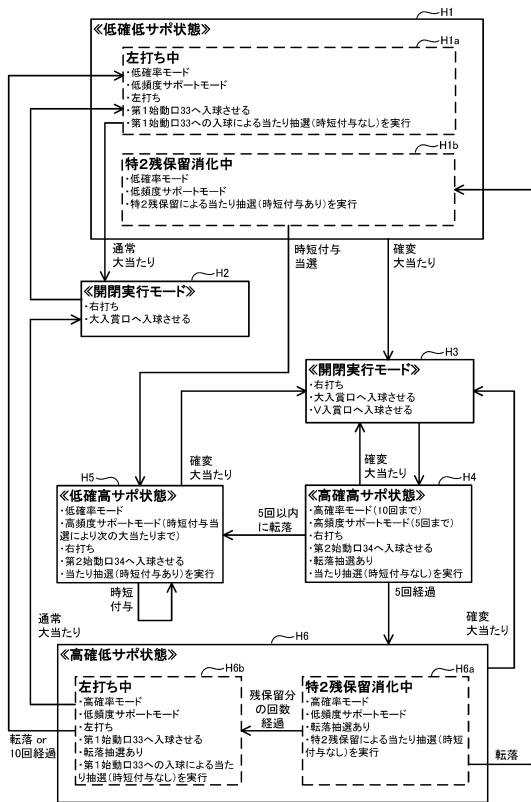 H1
≪低確低サポ状態≫
H1a
左打ち中
・低確率モード
・低頻度サポートモード
・左打ち
・第1始動口33へ入球させる
・第1始動口33への入球による当たり抽選(時短付与なし)を実行
H1b
特2残保留消化中
・低確率モード
・低頻度サポートモード
・特2残保留による当たり抽選(時短付与あり)を実行
通常
大当たり
時短付与
当選
確変
大当たり
H2
≪開閉実行モード≫
・右打ち
・大入賞口へ入球させる
H3
≪開閉実行モード≫
・右打ち
・大入賞口へ入球させる
・V入賞口へ入球させる
確変
大当たり
確変
大当たり
H5
≪低確高サポ状態≫
・低確率モード
・高頻度サポートモード(時短付与当
選により次の大当たりまで)
・右打ち
・第2始動口34へ入球させる
・当たり抽選(時短付与あり)を実行
5回以内
に転落
H4
≪高確高サポ状態≫
・高確率モード(10回まで)
・高頻度サポートモード(5回まで)
・右打ち
・第2始動口34へ入球させる
・転落抽選あり
・当たり抽選(時短付与なし)を実行
時短
付与
5回経過
通常
大当たり
確変
大当たり
H6
≪高確低サポ状態≫
H6b
左打ち中
・高確率モード
・低頻度サポートモード
・左打ち
・第1始動口33へ入球させる
・転落抽選あり
・第1始動口33への入球による当た
り抽選(時短付与なし)を実行
残保留分
の回数
経過
H6a
特2残保留消化中
・高確率モード
・低頻度サポートモード
・転落抽選あり
・特2残保留による当たり抽選(時短
付与なし)を実行
転落 or
10回経過
転落